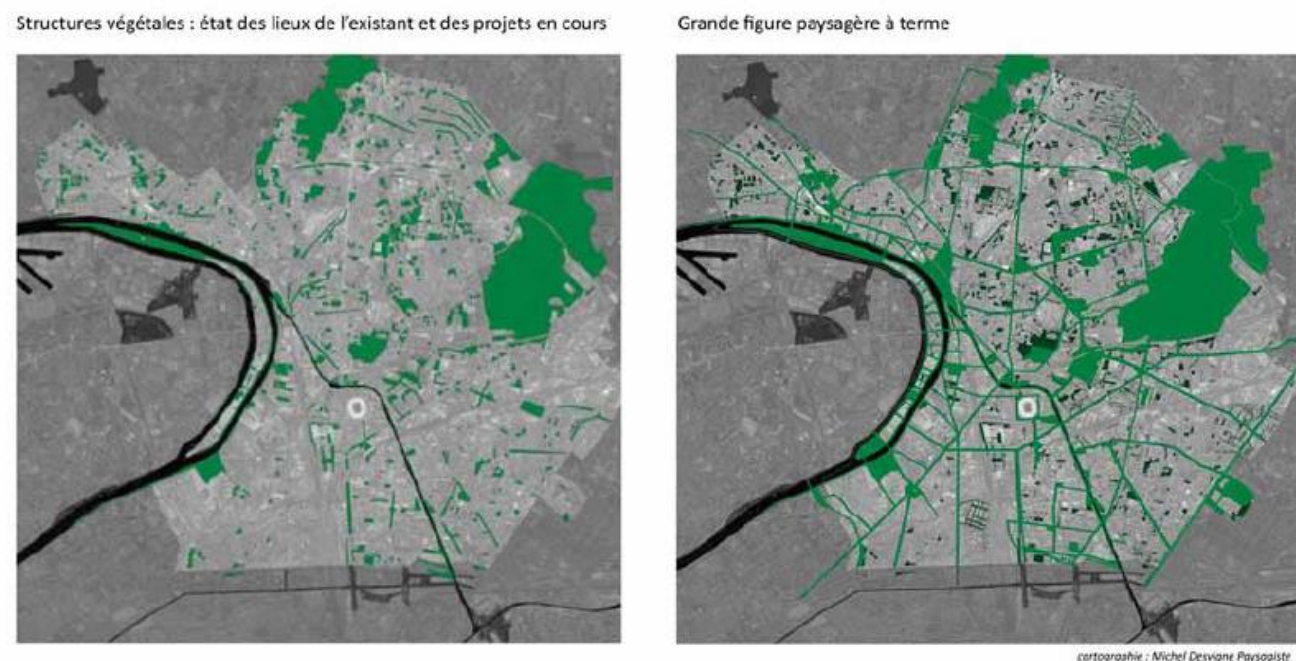 Structures végétales : état des lieux de l'existant et des projets en cours
Grande figure paysagère à terme
cartographie : Michel Desvigne Paysagiste